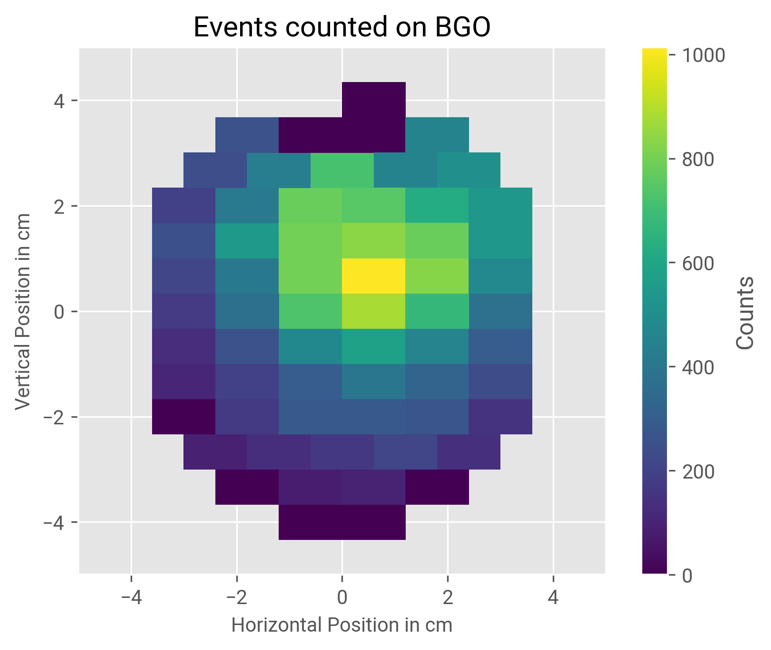 Events counted on BGO
1000
800
600
400
200
0
Counts
4
2
0
−2
−4
Vertical Position in cm
−4 −2 0 2 4
Horizontal Position in cm